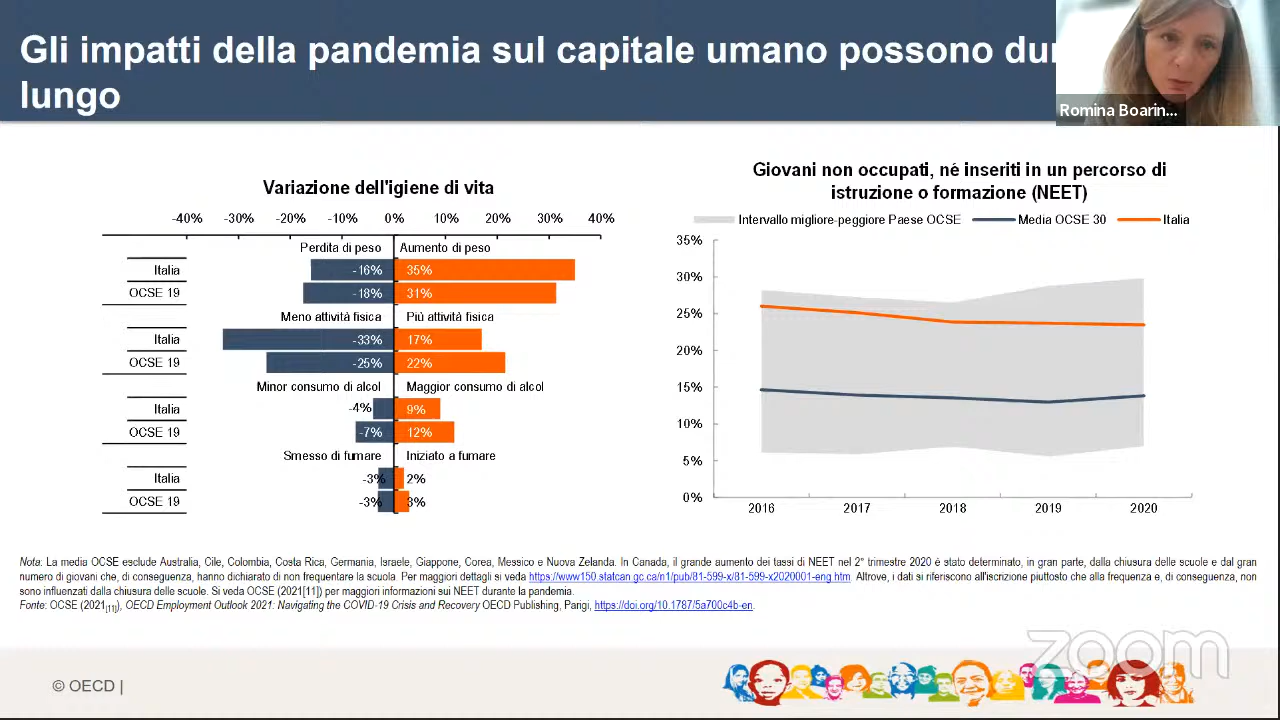 Gli impatti della pandemia sul capitale umano possono
lungo
Romina Boarin...
Variazione dell'igiene di vita
-40% -30% -20% -10% 0% 10% 20% 30% 40%
Perdita di peso Aumento di peso
Italia -16% 35%
OCSE 19 -18% 31%
Meno attività fisica Più attività fisica
Italia -33% 17%
OCSE 19 -25% 22%
Minor consumo di alcol Maggior consumo di alcol
Italia -4% 9%
OCSE 19 -7% 12%
Smesso di fumare Iniziato a fumare
Italia -3% 2%
OCSE 19 -3% 3%
Giovani non occupati, né inseriti in un percorso di
istruzione o formazione (NEET)
Intervallo migliore-peggiore Paese OCSE Media OCSE 30 Italia
35%
30%
25%
20%
15%
10%
5%
0%
2016 2017 2018 2019 2020
Nota: La media OCSE esclude Australia, Cile, Colombia, Costa Rica, Germania, Israele, Giappone, Corea, Messico e Nuova Zelanda. In Canada, il grande aumento dei tassi di NEET nel 2° trimestre 2020 è stato determinato, in gran parte, dalla chiusura delle scuole e dal gran
numero di giovani che, di conseguenza, hanno dichiarato di non frequentare la scuola. Per maggiori dettagli si veda https://www150.statcan.gc.ca/n1/pub/81-599-x/81-599-x2020001-eng.htm. Altrove, i dati si riferiscono all'iscrizione piuttosto che alla frequenza e, di conseguenza, non
sono influenzati dalla chiusura delle scuole. Si veda OCSE (2021[11]) per maggiori informazioni sui NEET durante la pandemia.
Fonte: OCSE (2021[11]), OECD Employment Outlook 2021: Navigating the COVID-19 Crisis and Recovery OECD Publishing, Parigi, https://doi.org/10.1787/5a700c4b-en.
zoom
© OECD |